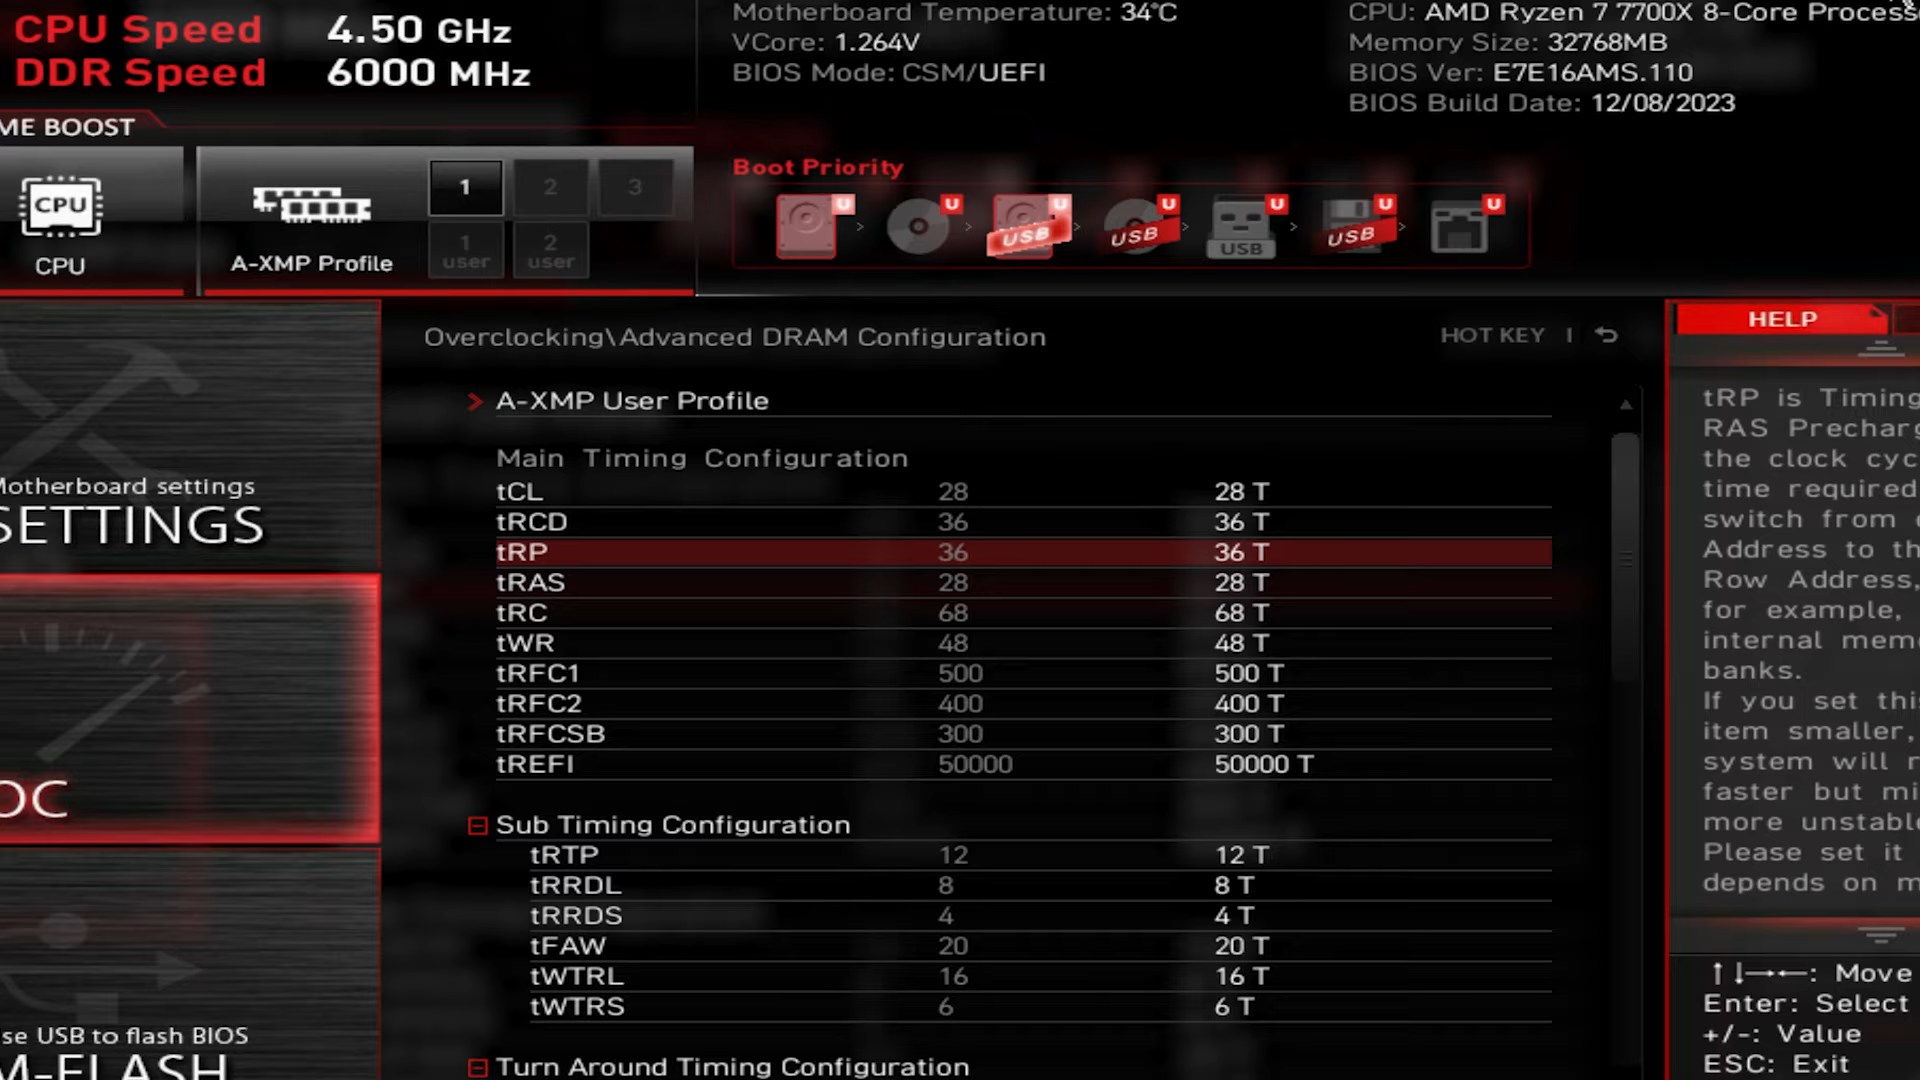 CPU Speed 4.50 GHz
DDR Speed 6000 MHz
Motherboard Temperature: 34°C
VCore: 1.264V
BIOS Mode: CSM/UEFI
CPU: AMD Ryzen 7 7700X 8-Core Process
Memory Size: 32768MB
BIOS Ver: E7E16AMS.110
BIOS Build Date: 12/08/2023
ME BOOST
CPU
CPU
A-XMP Profile
1 2 3
1 user 2 user
Boot Priority
U U U U U U U
USB USB USB USB
Motherboard settings
SETTINGS
OC
se USB to flash BIOS
M-FLASH
Overclocking\Advanced DRAM Configuration
HOT KEY |
> A-XMP User Profile
Main Timing Configuration
tCL 28 28 T
tRCD 36 36 T
tRP 36 36 T
tRAS 28 28 T
tRC 68 68 T
tWR 48 48 T
tRFC1 500 500 T
tRFC2 400 400 T
tRFCSB 300 300 T
tREFI 50000 50000 T
Sub Timing Configuration
tRTP 12 12 T
tRRDL 8 8 T
tRRDS 4 4 T
tFAW 20 20 T
tWTRL 16 16 T
tWTRS 6 6 T
Turn Around Timing Configuration
HELP
tRP is Timing
RAS Precharg
the clock cyc
time required
switch from
Address to th
Row Address,
for example,
internal mem
banks.
If you set this
item smaller,
system will r
faster but mi
more unstable
Please set it
depends on m
↑↓→←: Move
Enter: Select
+/-: Value
ESC: Exit